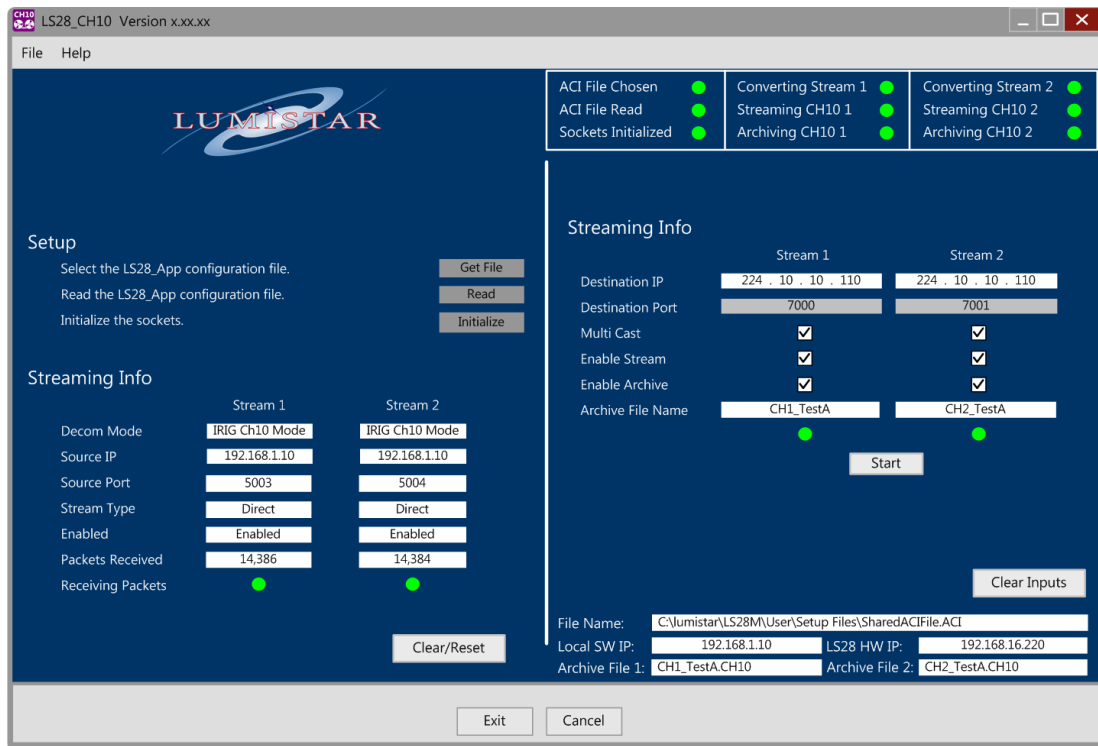 CH10
LS28_CH10 Version x.xx.xx
File Help
LUMISTAR
ACI File Chosen
ACI File Read
Sockets Initialized
Converting Stream 1
Streaming CH10 1
Archiving CH10 1
Converting Stream 2
Streaming CH10 2
Archiving CH10 2
Setup
Select the LS28_App configuration file. Get File
Read the LS28_App configuration file. Read
Initialize the sockets. Initialize
Streaming Info
Stream 1 Stream 2
Decom Mode IRIG Ch10 Mode IRIG Ch10 Mode
Source IP 192.168.1.10 192.168.1.10
Source Port 5003 5004
Stream Type Direct Direct
Enabled Enabled Enabled
Packets Received 14,386 14,384
Receiving Packets
Clear/Reset
Streaming Info
Stream 1 Stream 2
Destination IP 224 . 10 . 10 . 110 224 . 10 . 10 . 110
Destination Port 7000 7001
Multi Cast
Enable Stream
Enable Archive
Archive File Name CH1_TestA CH2_TestA
Start
Clear Inputs
File Name: C:\lumistar\LS28M\User\Setup Files\SharedACIFile.ACI
Local SW IP: 192.168.1.10 LS28 HW IP: 192.168.16.220
Archive File 1: CH1_TestA.CH10 Archive File 2: CH2_TestA.CH10
Exit Cancel